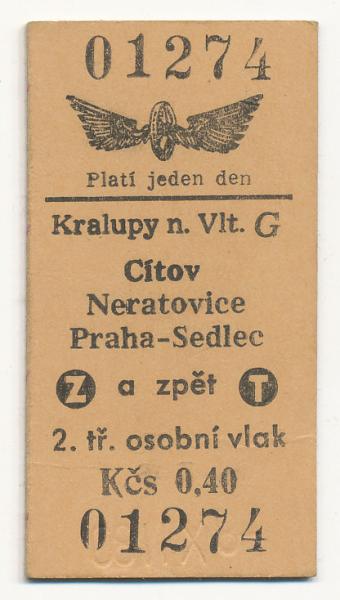 01274
Platí jeden den
Kralupy n. Vlt. G
Cítov
Neratovice
Praha-Sedlec
Z a zpět T
2. tř. osobní vlak
Kčs 0,40
01274